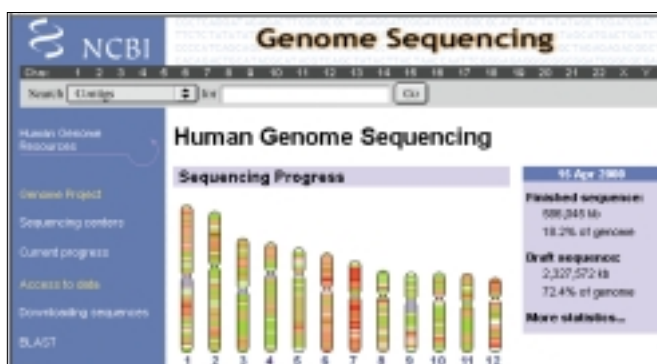 NCBI
Genome Sequencing
Chr: 1 2 3 4 5 6 7 8 9 10 11 12 13 14 15 16 17 18 19 20 21 22 X Y
Search Contigs for Go
Human Genome
Resources
Human Genome Sequencing
Sequencing Progress
15 Apr 2000
Genome Project
Finished sequence:
Sequencing centers
18.2% of genome
Current progress
Draft sequence:
2,327,572 kb
Access to data
72.4% of genome
Downloading sequences
More statistics...
BLAST
1 2 3 4 5 6 7 8 9 10 11 12